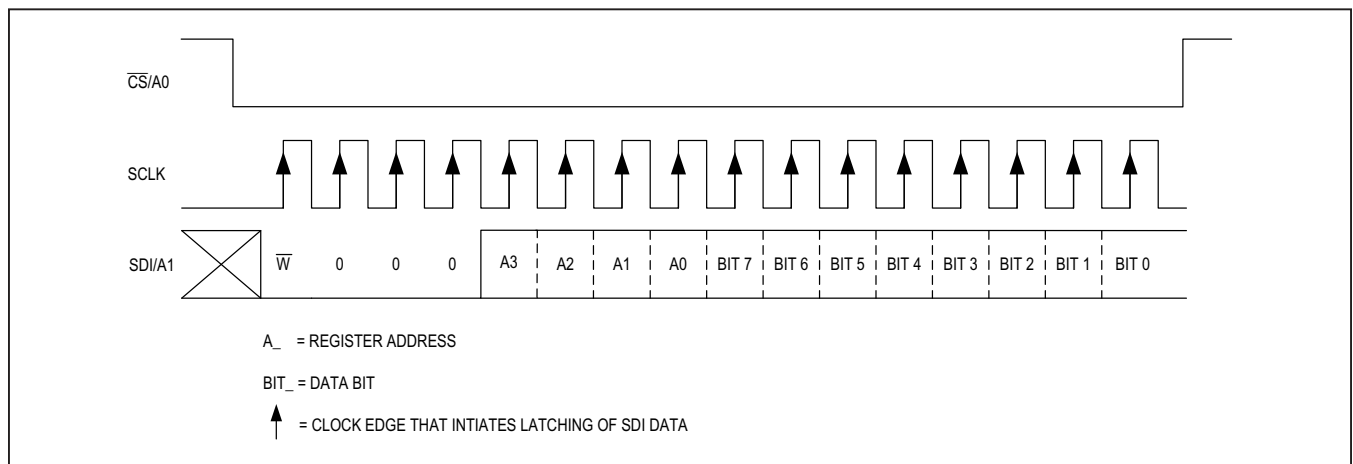 C̅S̅/A0
SCLK
SDI/A1 W̅ 0 0 0 A3 A2 A1 A0 BIT 7 BIT 6 BIT 5 BIT 4 BIT 3 BIT 2 BIT 1 BIT 0
A_ = REGISTER ADDRESS
BIT_ = DATA BIT
= CLOCK EDGE THAT INTIATES LATCHING OF SDI DATA